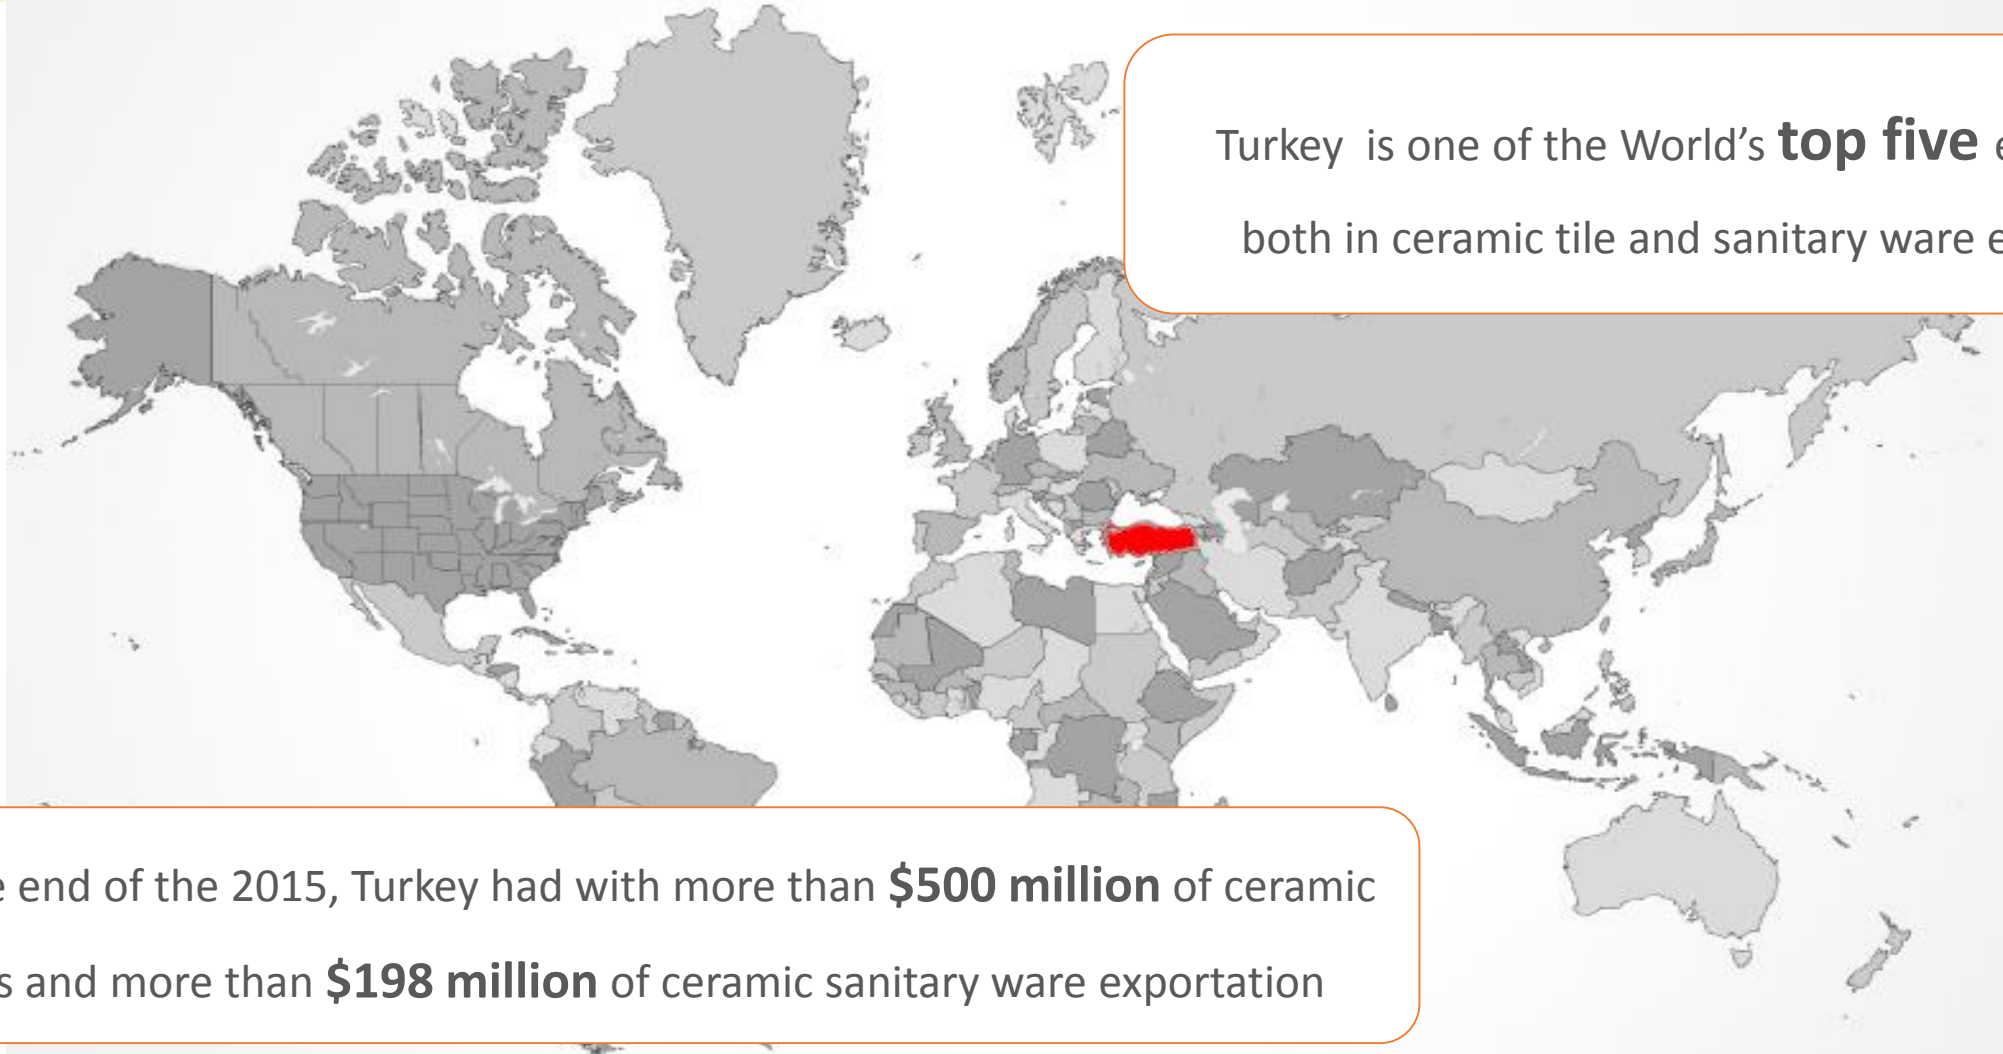 Turkey is one of the World's top five
both in ceramic tile and sanitary ware
end of the 2015, Turkey had with more than $500 million of ceramic
and more than $198 million of ceramic sanitary ware exportation